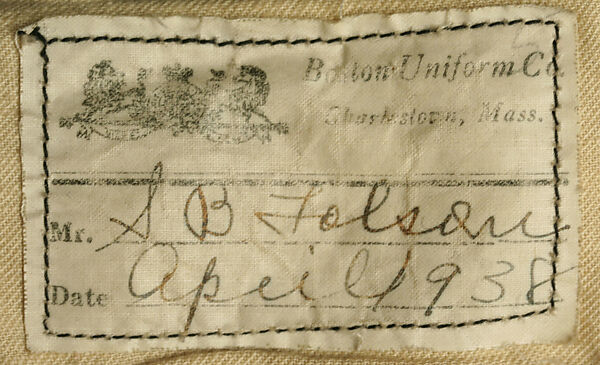 Boston Uniform Co.
Charlestown, Mass.
Mr. S B Folsom
Date April 1938